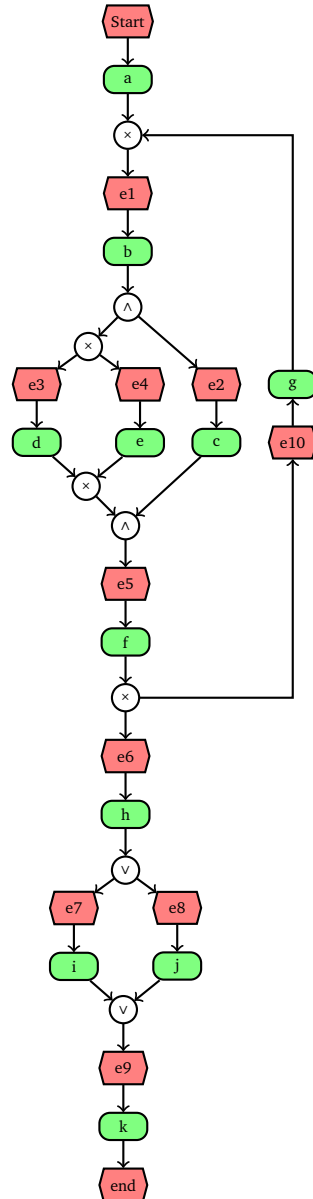 Start
a
×
e1
b
∧
×
e3 e4 e2 g
d e c e10
×
∧
e5
f
×
e6
h
∨
e7 e8
i j
∨
e9
k
end